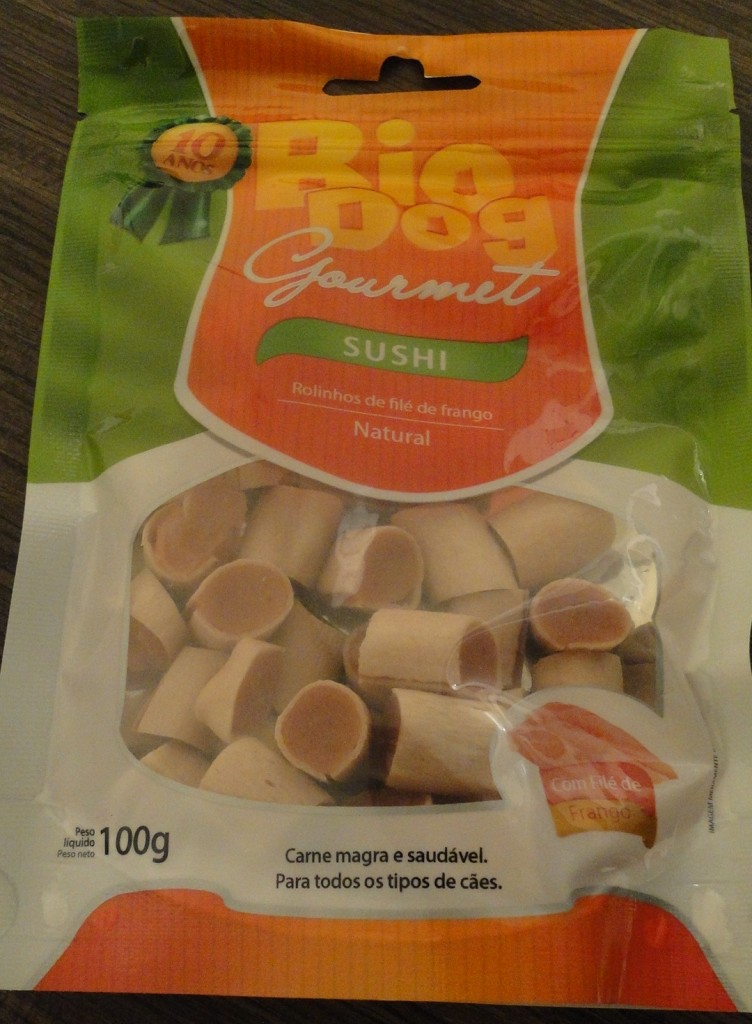 10
ANOS
Bio
Dog
Gourmet
SUSHI
Rolinhos de filé de frango
Natural
Com Filé de
Frango
Peso
líquido
Peso neto
100g
Carne magra e saudável.
Para todos os tipos de cães.
IMAGEM